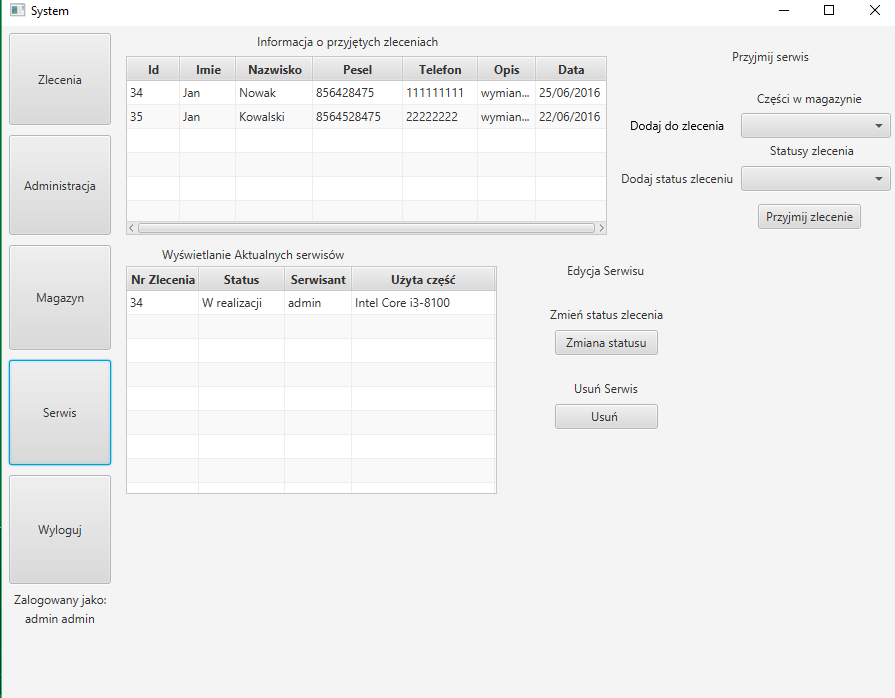 System
Zlecenia
Administracja
Magazyn
Serwis
Wyloguj
Zalogowany jako:
admin admin
Informacja o przyjętych zleceniach
Id Imie Nazwisko Pesel Telefon Opis Data
34 Jan Nowak 856428475 111111111 wymian... 25/06/2016
35 Jan Kowalski 8564528475 22222222 wymian... 22/06/2016
Przyjmij serwis
Części w magazynie
Dodaj do zlecenia
Statusy zlecenia
Dodaj status zleceniu
Przyjmij zlecenie
Wyświetlanie Aktualnych serwisów
Nr Zlecenia Status Serwisant Użyta część
34 W realizacji admin Intel Core i3-8100
Edycja Serwisu
Zmień status zlecenia
Zmiana statusu
Usuń Serwis
Usuń